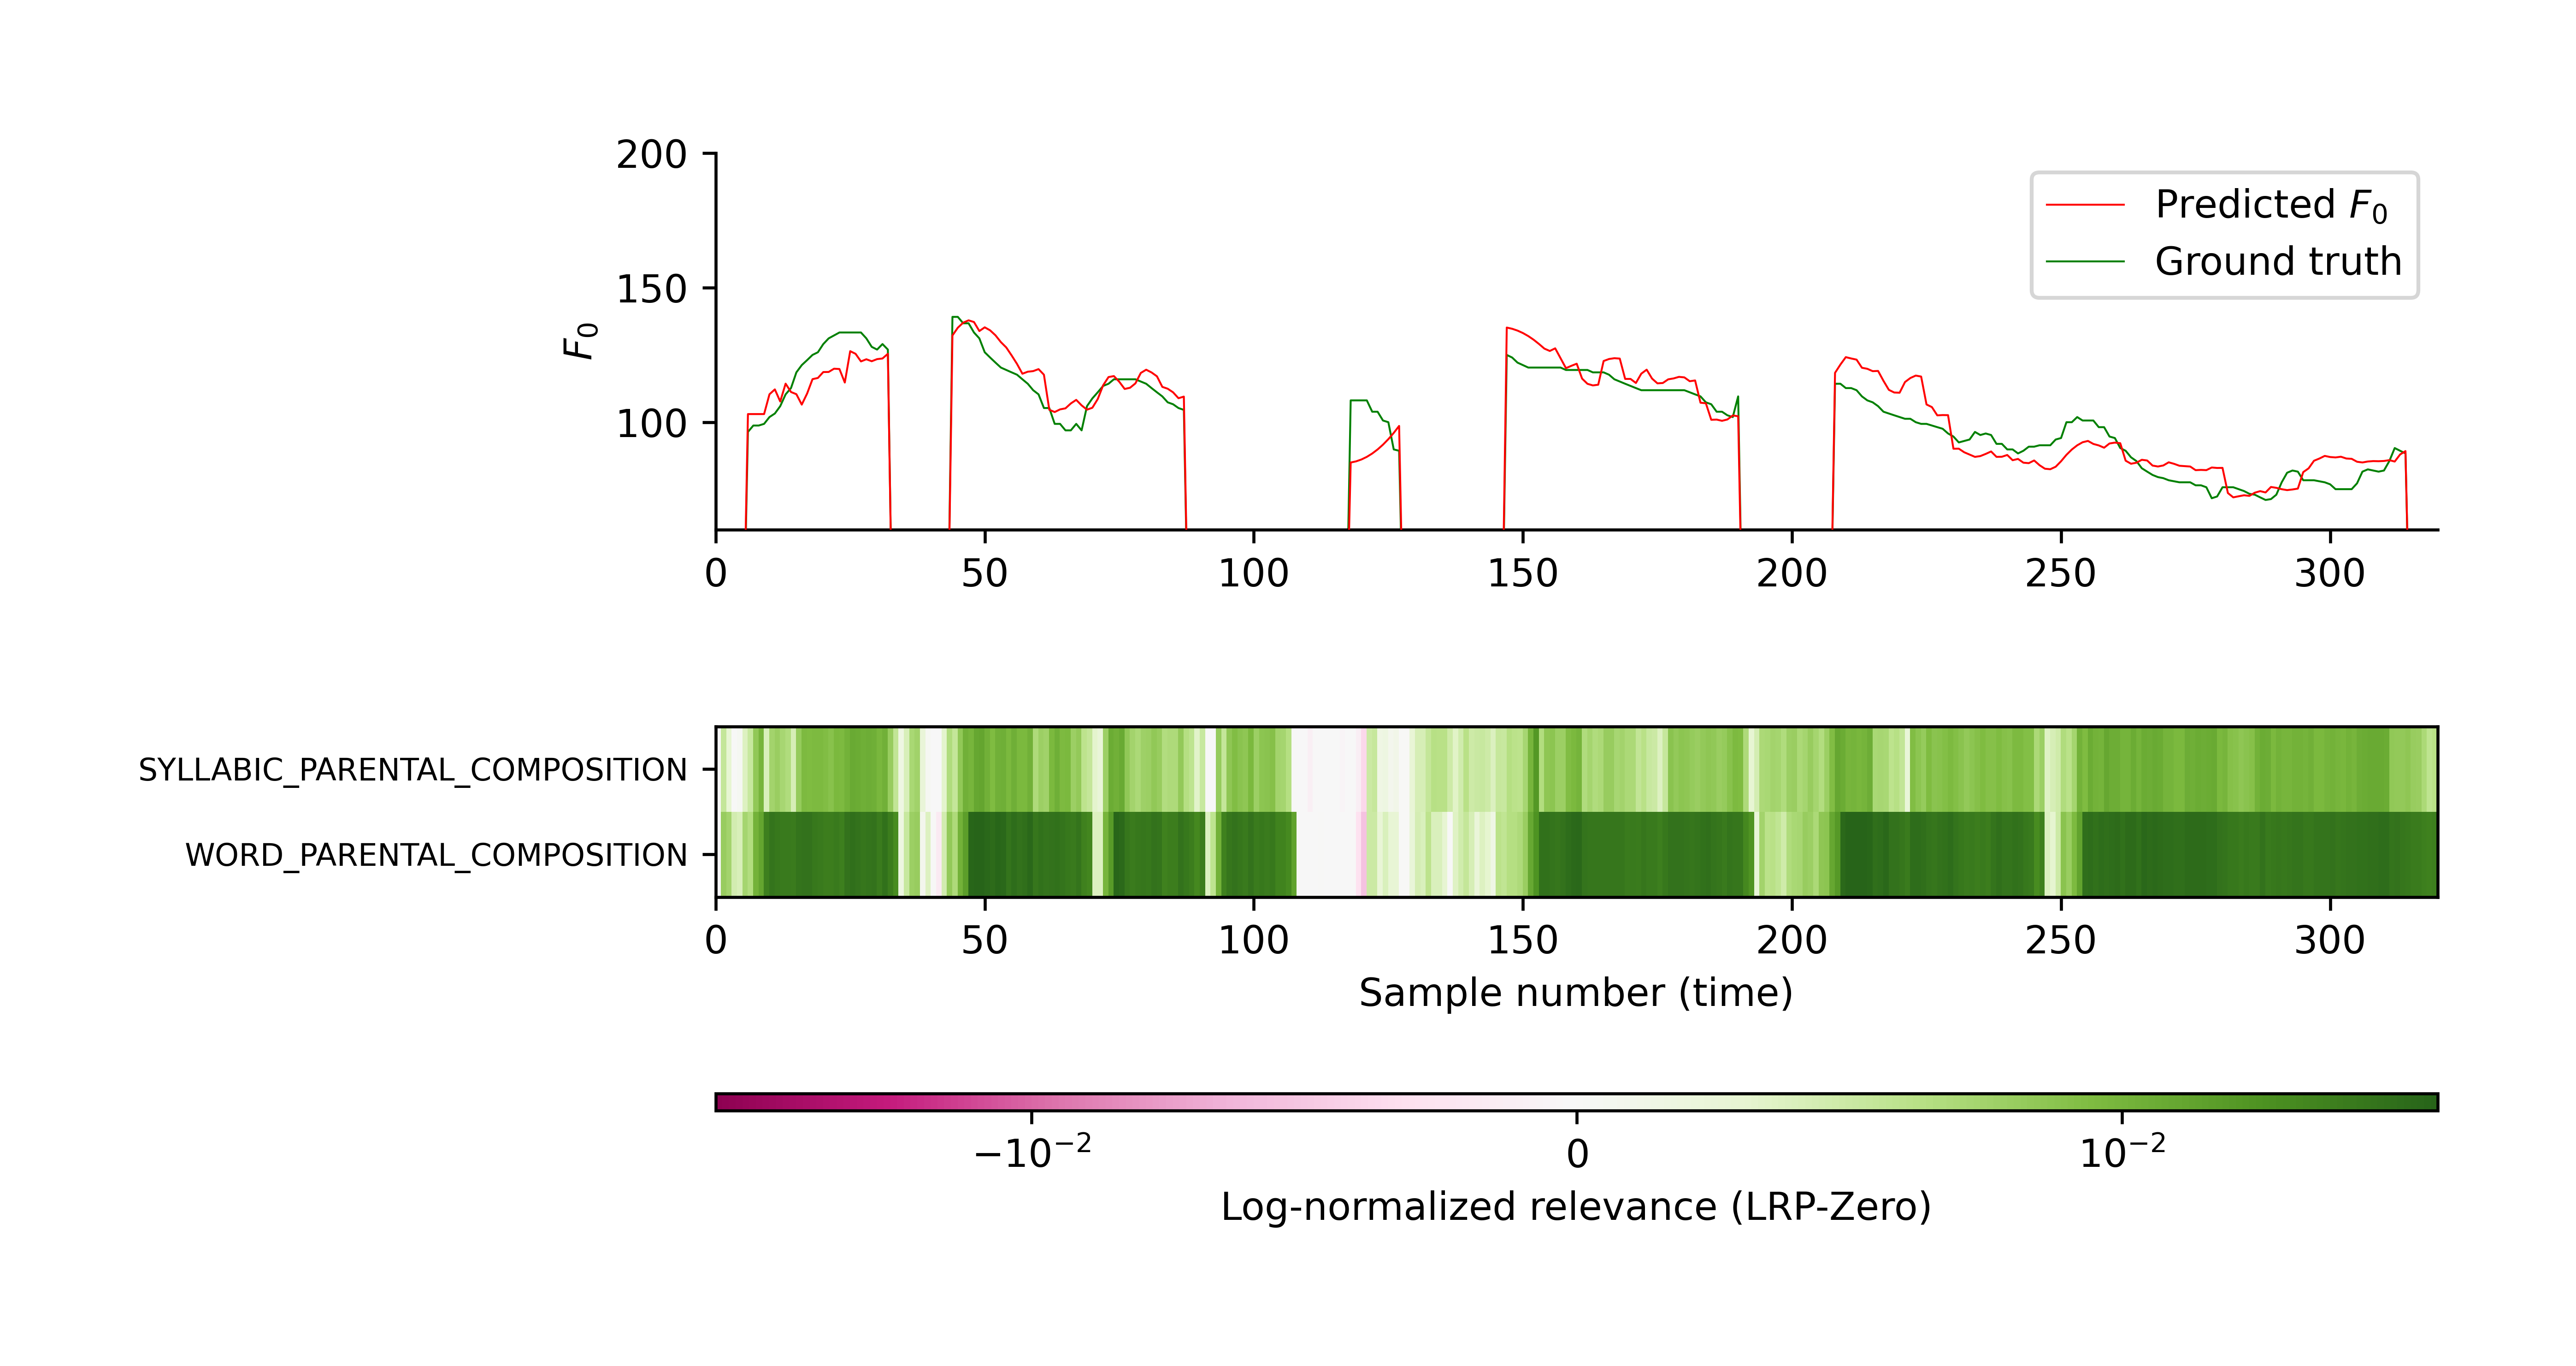 200
150
100
F₀
Predicted F₀
Ground truth
0 50 100 150 200 250 300
SYLLABIC_PARENTAL_COMPOSITION
WORD_PARENTAL_COMPOSITION
0 50 100 150 200 250 300
Sample number (time)
−10⁻² 0 10⁻²
Log-normalized relevance (LRP-Zero)